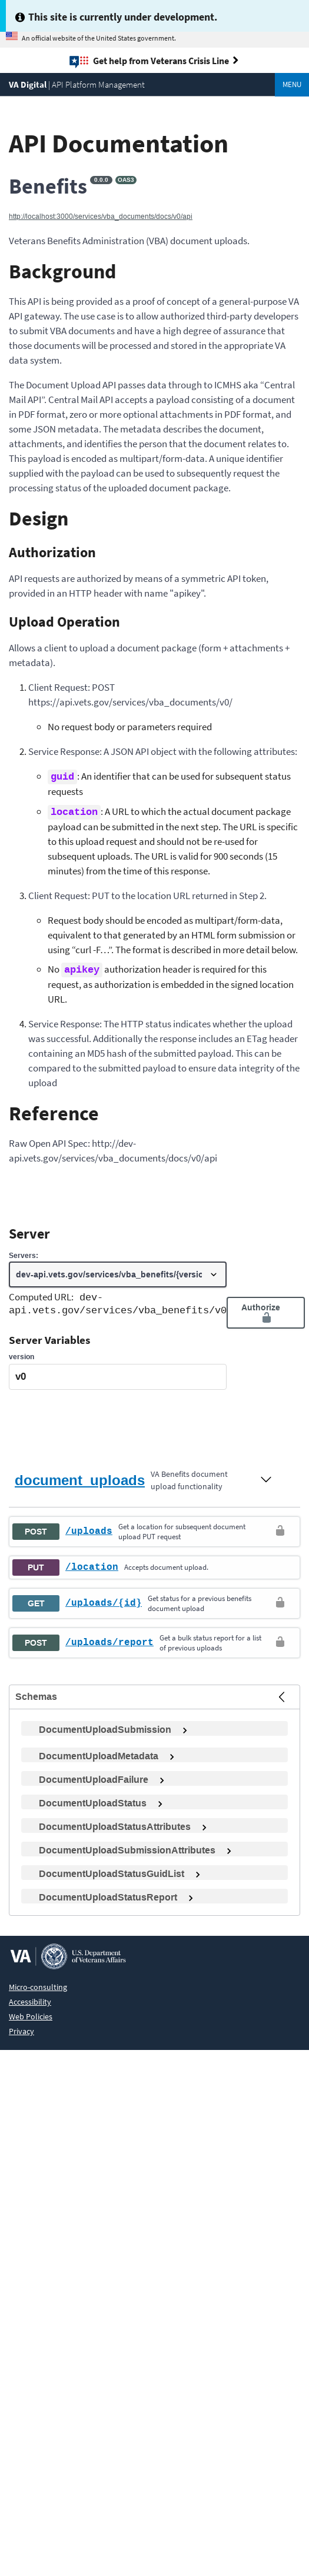 This site is currently under development.
An official website of the United States government.
Get help from Veterans Crisis Line
VA Digital | API Platform Management
MENU
API Documentation
Benefits 0.0.0 OAS3
http://localhost:3000/services/vba_documents/docs/v0/api
Veterans Benefits Administration (VBA) document uploads.
Background
This API is being provided as a proof of concept of a general-purpose VA
API gateway. The use case is to allow authorized third-party developers
to submit VBA documents and have a high degree of assurance that
those documents will be processed and stored in the appropriate VA
data system.
The Document Upload API passes data through to ICMHS aka “Central
Mail API”. Central Mail API accepts a payload consisting of a document
in PDF format, zero or more optional attachments in PDF format, and
some JSON metadata. The metadata describes the document,
attachments, and identifies the person that the document relates to.
This payload is encoded as multipart/form-data. A unique identifier
supplied with the payload can be used to subsequently request the
processing status of the uploaded document package.
Design
Authorization
API requests are authorized by means of a symmetric API token,
provided in an HTTP header with name "apikey".
Upload Operation
Allows a client to upload a document package (form + attachments +
metadata).
1. Client Request: POST
https://api.vets.gov/services/vba_documents/v0/
No request body or parameters required
2. Service Response: A JSON API object with the following attributes:
guid: An identifier that can be used for subsequent status
requests
location: A URL to which the actual document package
payload can be submitted in the next step. The URL is specific
to this upload request and should not be re-used for
subsequent uploads. The URL is valid for 900 seconds (15
minutes) from the time of this response.
3. Client Request: PUT to the location URL returned in Step 2.
Request body should be encoded as multipart/form-data,
equivalent to that generated by an HTML form submission or
using “curl -F…”. The format is described in more detail below.
No apikey authorization header is required for this
request, as authorization is embedded in the signed location
URL.
4. Service Response: The HTTP status indicates whether the upload
was successful. Additionally the response includes an ETag header
containing an MD5 hash of the submitted payload. This can be
compared to the submitted payload to ensure data integrity of the
upload
Reference
Raw Open API Spec: http://dev-
api.vets.gov/services/vba_documents/docs/v0/api
Server
Servers:
dev-api.vets.gov/services/vba_benefits/{versic
Computed URL: dev-
api.vets.gov/services/vba_benefits/v0
Authorize
Server Variables
version
v0
document_uploads
VA Benefits document
upload functionality
POST /uploads
Get a location for subsequent document
upload PUT request
PUT /location Accepts document upload.
GET /uploads/{id}
Get status for a previous benefits
document upload
POST /uploads/report
Get a bulk status report for a list
of previous uploads
Schemas
DocumentUploadSubmission
DocumentUploadMetadata
DocumentUploadFailure
DocumentUploadStatus
DocumentUploadStatusAttributes
DocumentUploadSubmissionAttributes
DocumentUploadStatusGuidList
DocumentUploadStatusReport
VA
U.S. Department
of Veterans Affairs
Micro-consulting
Accessibility
Web Policies
Privacy